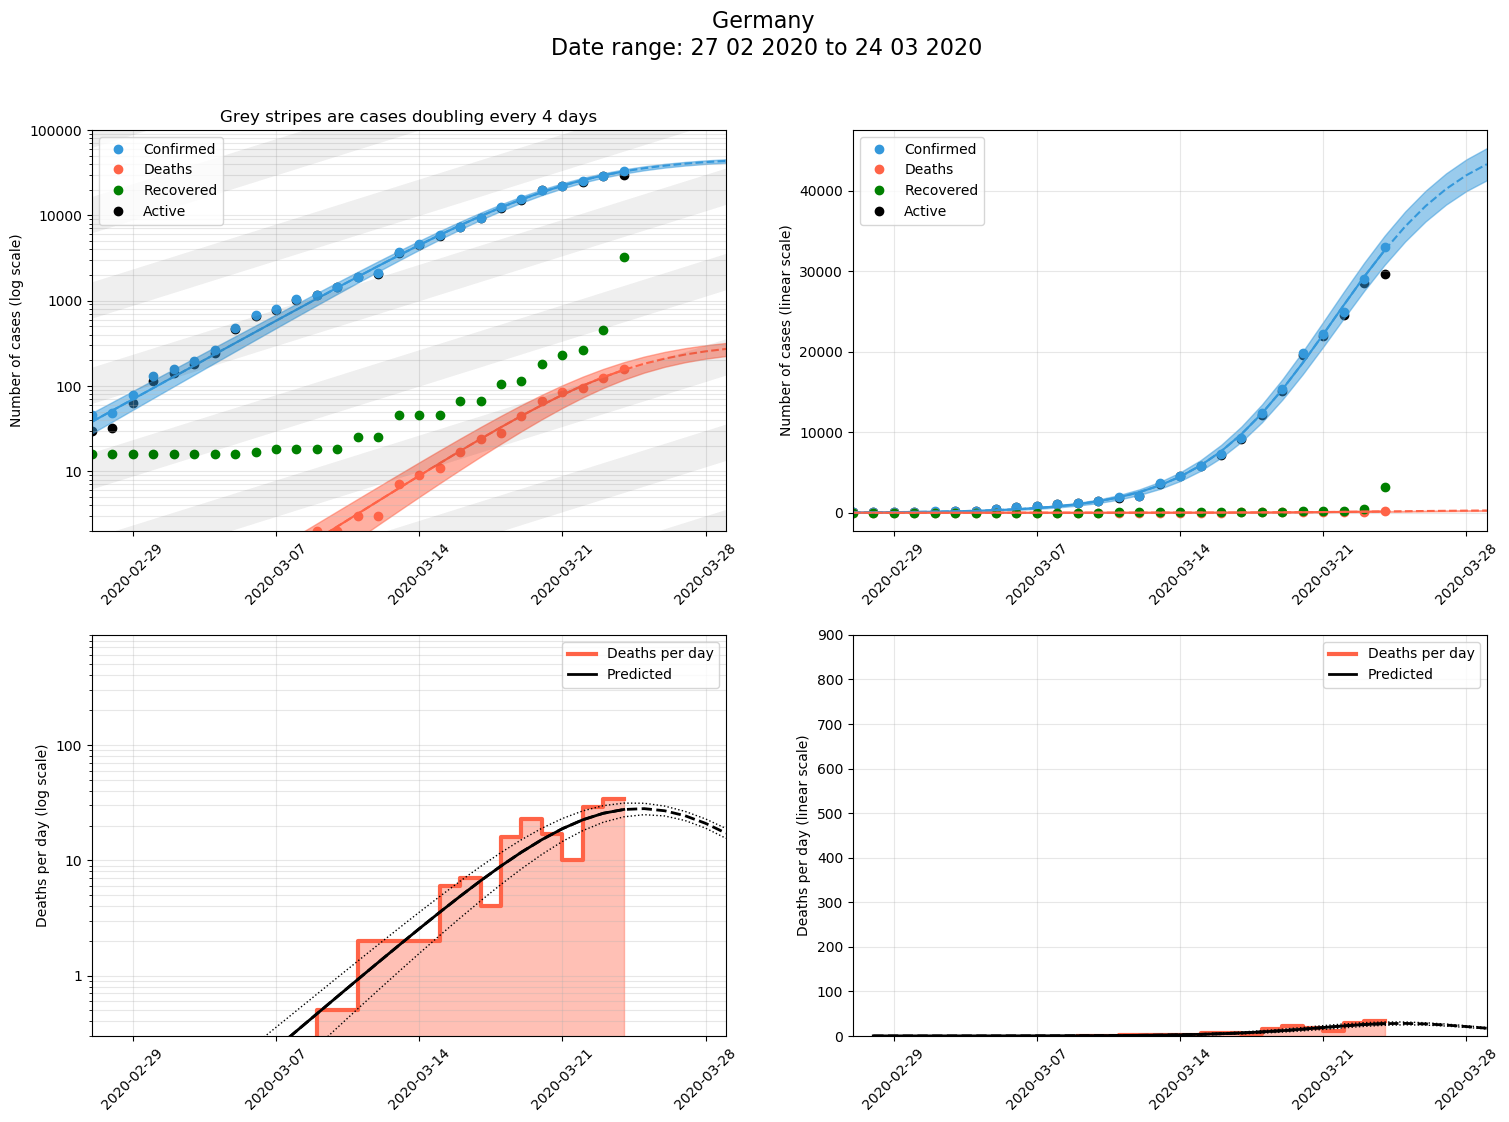 Germany
Date range: 27 02 2020 to 24 03 2020
Grey stripes are cases doubling every 4 days
Number of cases (log scale)
100000
10000
1000
100
10
Confirmed
Deaths
Recovered
Active
2020-02-29
2020-03-07
2020-03-14
2020-03-21
2020-03-28
Number of cases (linear scale)
40000
30000
20000
10000
0
Confirmed
Deaths
Recovered
Active
2020-02-29
2020-03-07
2020-03-14
2020-03-21
2020-03-28
Deaths per day (log scale)
100
10
1
Deaths per day
Predicted
2020-02-29
2020-03-07
2020-03-14
2020-03-21
2020-03-28
Deaths per day (linear scale)
900
800
700
600
500
400
300
200
100
0
Deaths per day
Predicted
2020-02-29
2020-03-07
2020-03-14
2020-03-21
2020-03-28